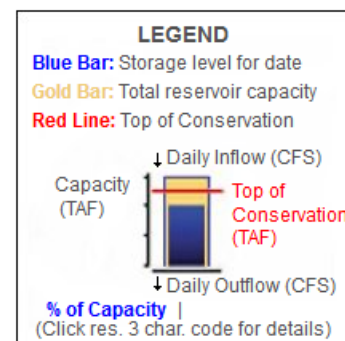 LEGEND
Blue Bar: Storage level for date
Gold Bar: Total reservoir capacity
Red Line: Top of Conservation
↓ Daily Inflow (CFS)
Capacity
(TAF)
Top of
Conservation
(TAF)
↓ Daily Outflow (CFS)
% of Capacity |
(Click res. 3 char. code for details)